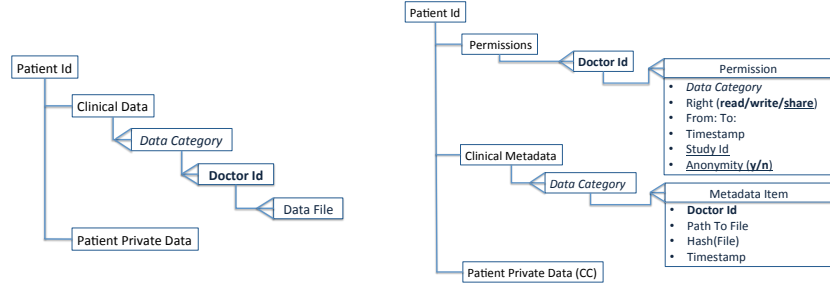 Patient Id
Clinical Data
Data Category
Doctor Id
Data File
Patient Private Data
Patient Id
Permissions
Doctor Id
Permission
• Data Category
• Right (read/write/share)
• From: To:
• Timestamp
• Study Id
• Anonymity (y/n)
Clinical Metadata
Data Category
Metadata Item
• Doctor Id
• Path To File
• Hash(File)
• Timestamp
Patient Private Data (CC)